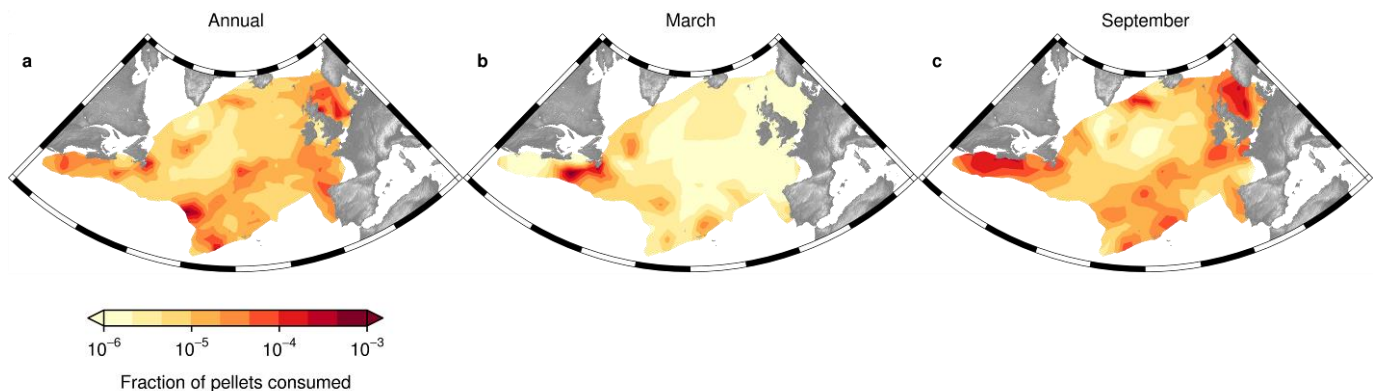 Annual March September
a b c
10⁻⁶ 10⁻⁵ 10⁻⁴ 10⁻³
Fraction of pellets consumed